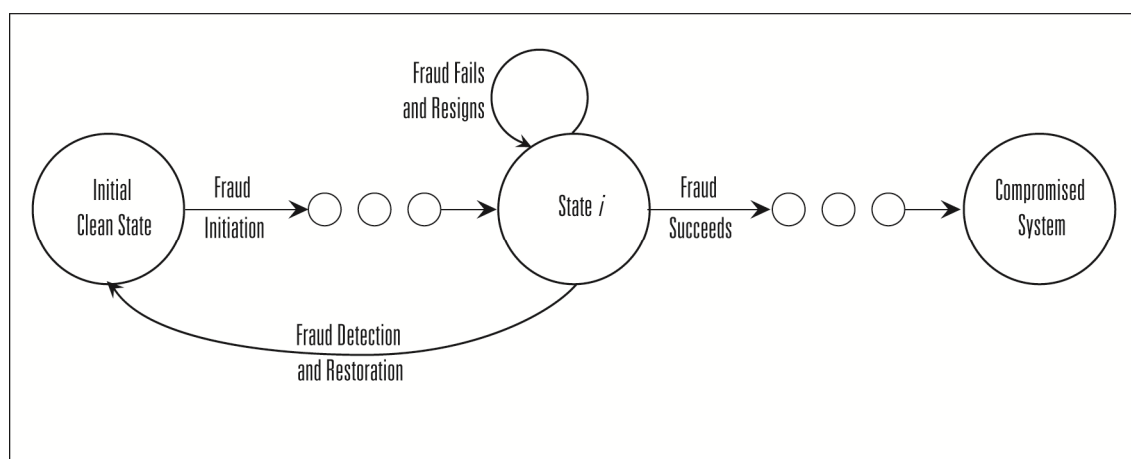 Fraud Fails
and Resigns
Initial
Clean State
Fraud
Initiation
State i
Fraud
Succeeds
Compromised
System
Fraud Detection
and Restoration